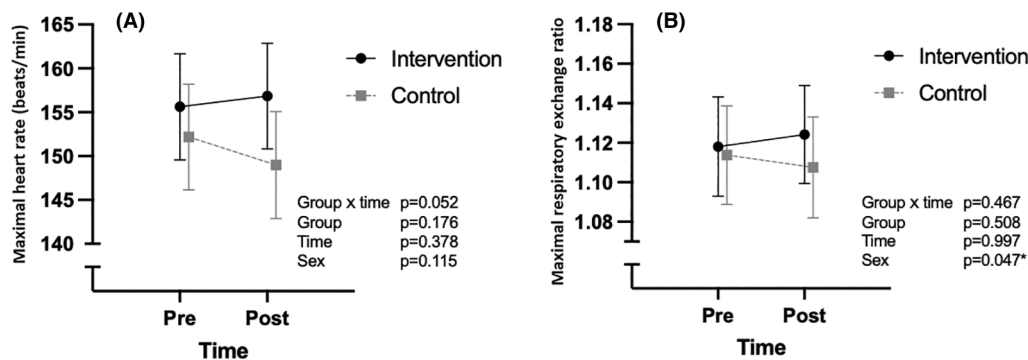 (A)
Maximal heart rate (beats/min)
165
160
155
150
145
140
Intervention
Control
Group x time p=0.052
Group p=0.176
Time p=0.378
Sex p=0.115
Pre Post
Time
(B)
Maximal respiratory exchange ratio
1.18
1.16
1.14
1.12
1.10
1.08
Intervention
Control
Group x time p=0.467
Group p=0.508
Time p=0.997
Sex p=0.047*
Pre Post
Time